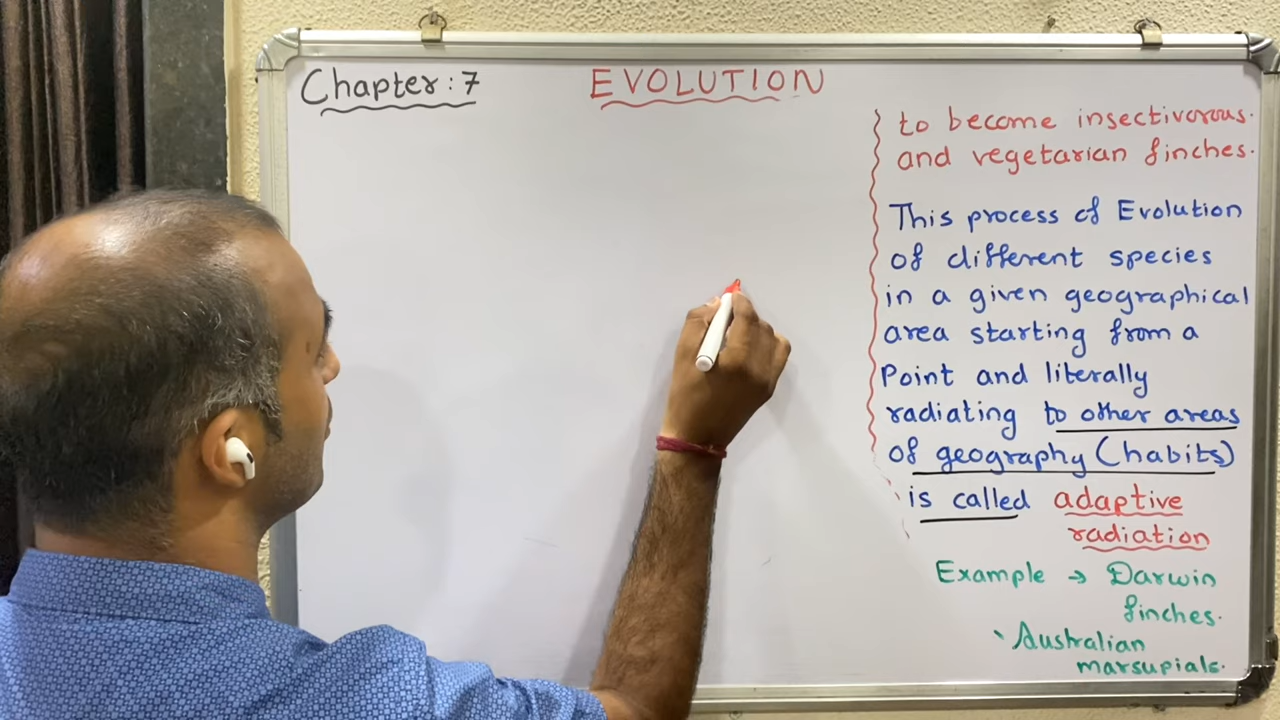 Chapter: 7
EVOLUTION
to become insectivorous.
and vegetarian finches.
This process of Evolution
of different species
in a given geographical
area starting from a
Point and literally
radiating to other areas
of geography (habits)
is called adaptive
radiation
Example → Darwin
finches.
Australian
marsupials.